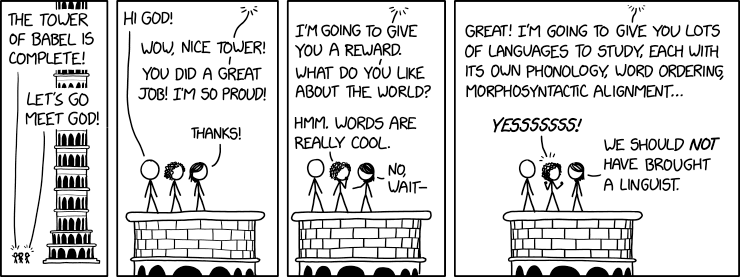 THE TOWER
OF BABEL IS
COMPLETE!
LET'S GO
MEET GOD!
HI GOD!
WOW, NICE TOWER!
YOU DID A GREAT
JOB! I'M SO PROUD!
THANKS!
I'M GOING TO GIVE
YOU A REWARD.
WHAT DO YOU LIKE
ABOUT THE WORLD?
HMM. WORDS ARE
REALLY COOL.
NO,
WAIT—
GREAT! I'M GOING TO GIVE YOU LOTS
OF LANGUAGES TO STUDY, EACH WITH
ITS OWN PHONOLOGY, WORD ORDERING,
MORPHOSYNTACTIC ALIGNMENT...
YESSSSSSS!
WE SHOULD NOT
HAVE BROUGHT
A LINGUIST.